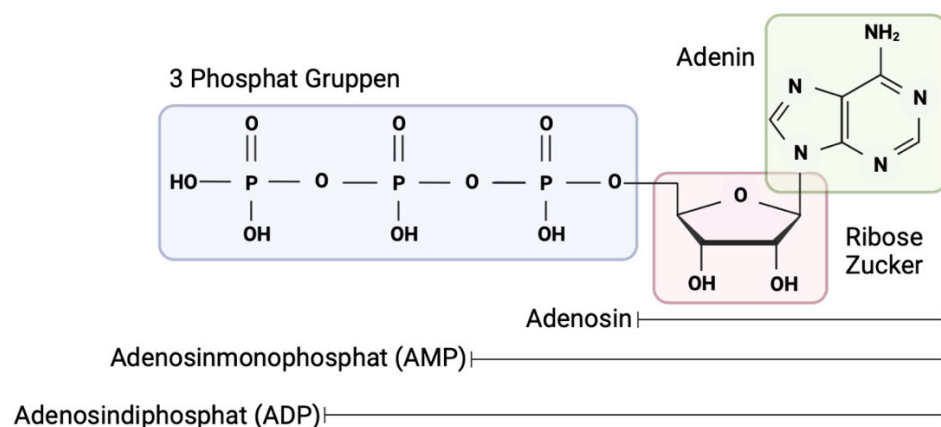 NH₂
Adenin
3 Phosphat Gruppen
N
N
O
O
O
N
N
HO
P
O
P
O
P
O
O
OH
OH
OH
Ribose
Zucker
OH
OH
Adenosin
Adenosinmonophosphat (AMP)
Adenosindiphosphat (ADP)